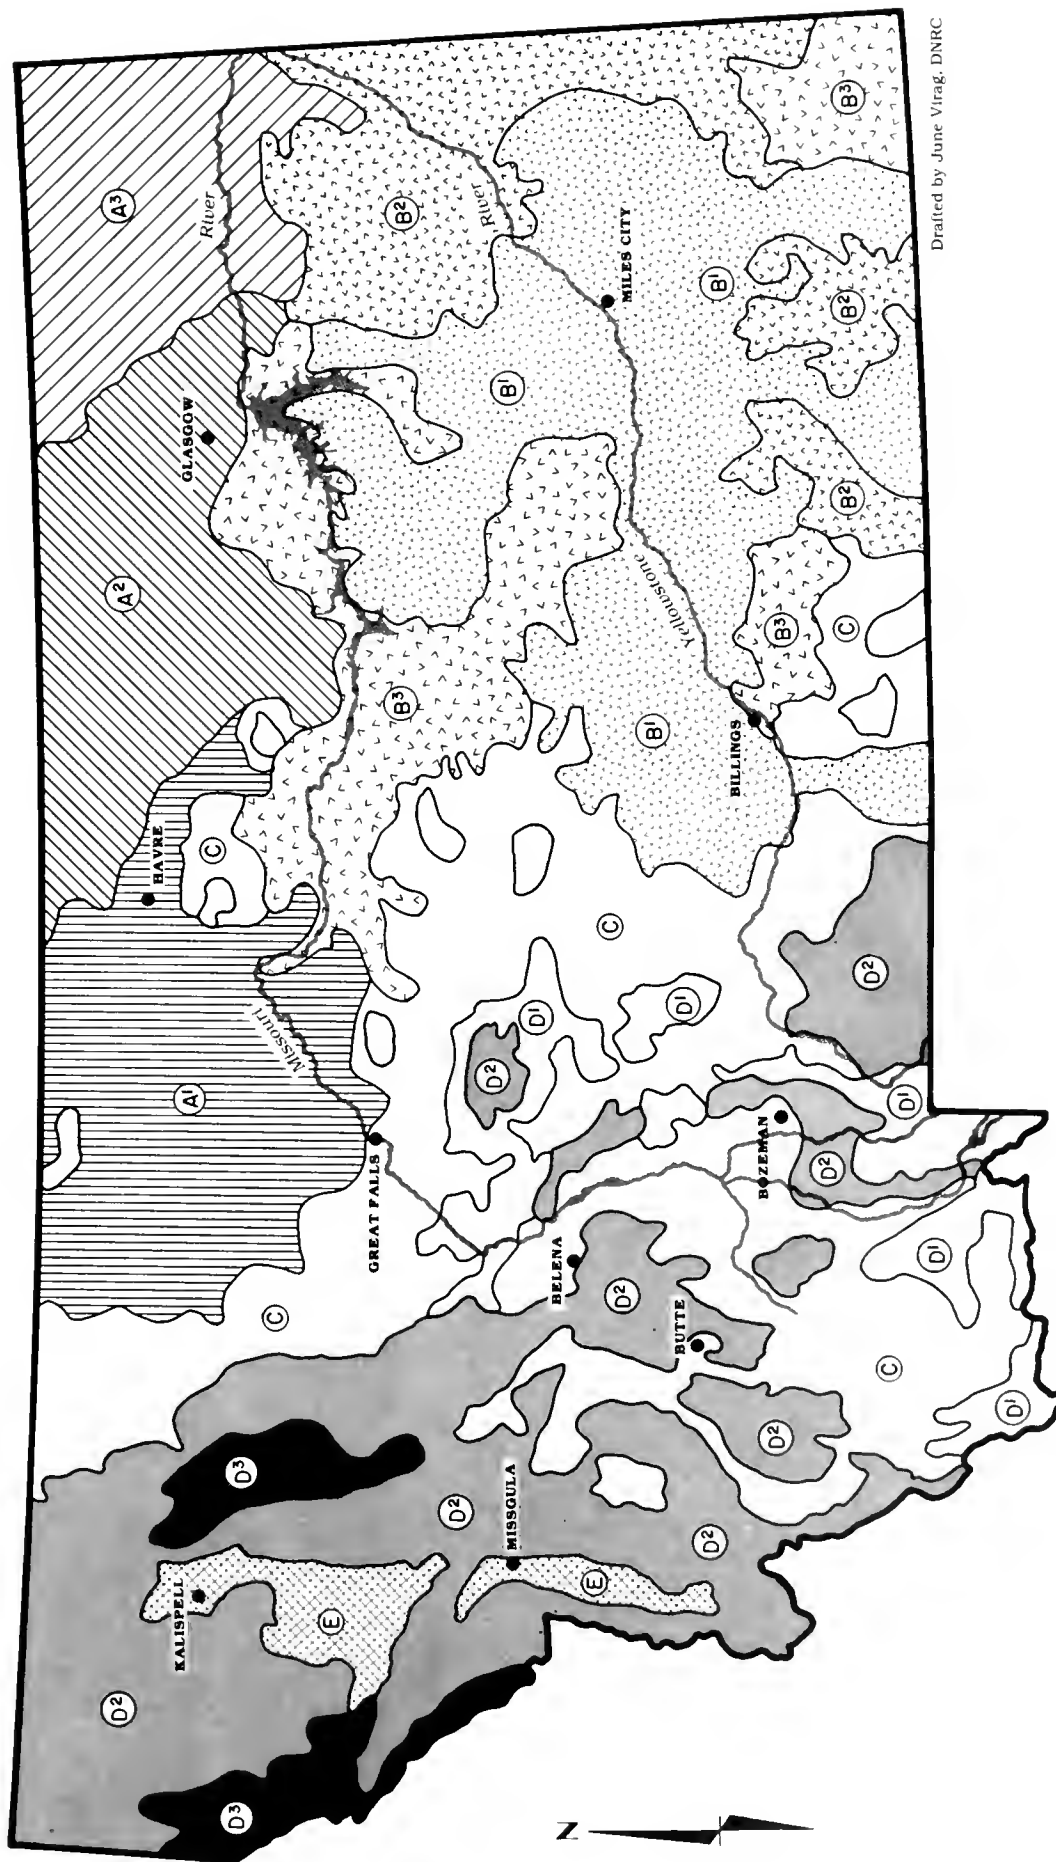 D²
A²
A³
HAVRE
KALISPELL
A¹
GLASGOW
C
River
D³
D³
C
Missouri
E
GREAT FALLS
B³
B²
D²
D²
B¹
River
MISSGULA
D¹
BELENA
N
E
C
D²
MILES CITY
B¹
Yellowstone
BUTTE
D¹
D²
B¹
BILLINGS
BOZEMAN
D²
B³
D²
C
B²
B²
B³
D²
C
D¹
D¹
Drafted by June Virag, DNRC
D¹